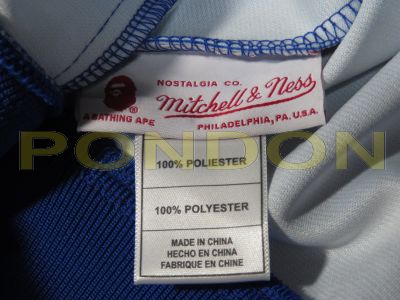 NOSTALGIA CO.
Mitchell & Ness
A BATHING APE
PHILADELPHIA, PA. U.S.A.
PONDON
100% POLIESTER
100% POLYESTER
MADE IN CHINA
HECHO EN CHINA
FABRIQUE EN CHINE